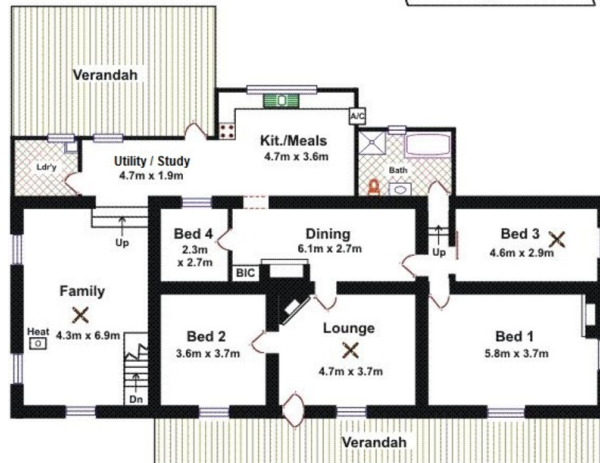 Verandah
A/C
Kit./Meals
4.7m x 3.6m
Utility / Study
4.7m x 1.9m
Ldr'y
Bath
Up
Bed 4
2.3m
x 2.7m
Dining
6.1m x 2.7m
Up
Bed 3
4.6m x 2.9m
BIC
Family
4.3m x 6.9m
Heat
Bed 2
3.6m x 3.7m
Lounge
4.7m x 3.7m
Bed 1
5.8m x 3.7m
Dn
Verandah